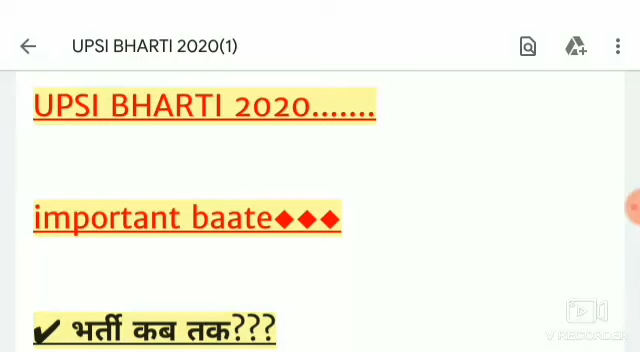 UPSI BHARTI 2020(1)
UPSI BHARTI 2020.......
important baate◆◆◆
✔ भर्ती कब तक???
V RECORDER